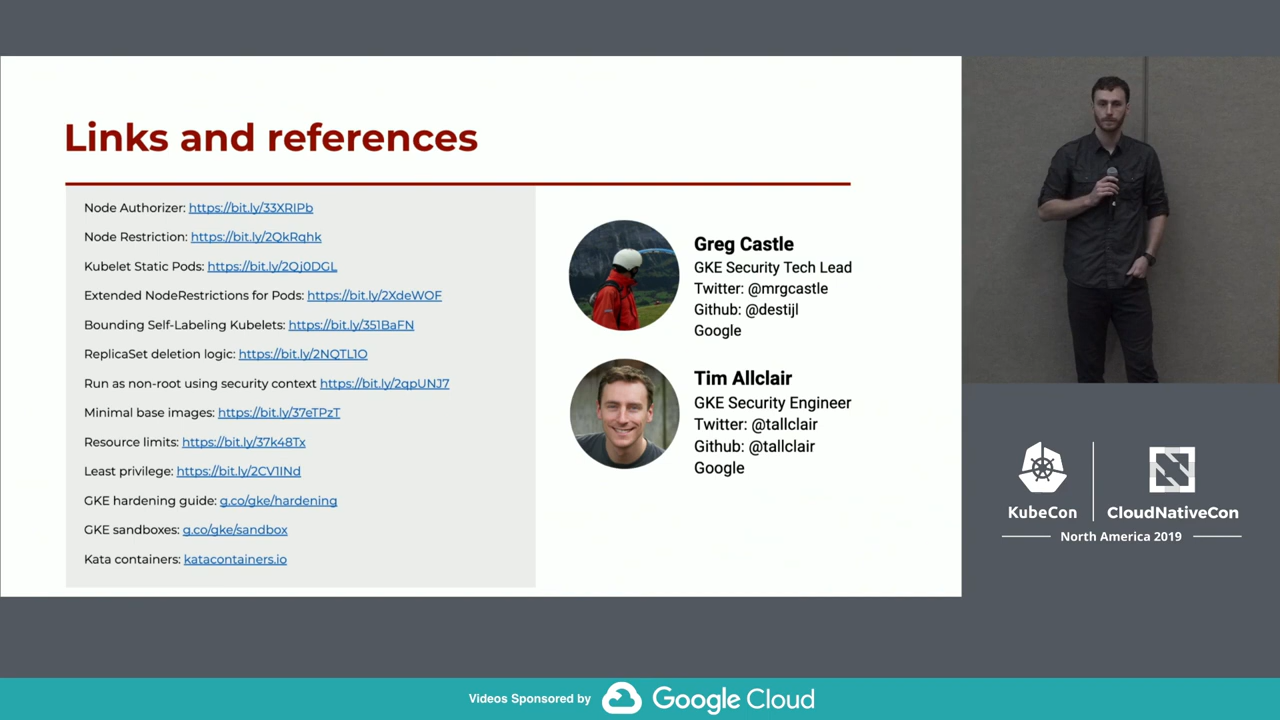 Links and references
Node Authorizer: https://bit.ly/33XRIPb
Node Restriction: https://bit.ly/2QkRqhk
Kubelet Static Pods: https://bit.ly/2Oj0DGL
Extended NodeRestrictions for Pods: https://bit.ly/2XdeWOF
Bounding Self-Labeling Kubelets: https://bit.ly/351BaFN
ReplicaSet deletion logic: https://bit.ly/2NQTL1O
Run as non-root using security context https://bit.ly/2qpUNJ7
Minimal base images: https://bit.ly/37eTPzT
Resource limits: https://bit.ly/37k48Tx
Least privilege: https://bit.ly/2CV1INd
GKE hardening guide: g.co/gke/hardening
GKE sandboxes: g.co/gke/sandbox
Kata containers: katacontainers.io
Greg Castle
GKE Security Tech Lead
Twitter: @mrgcastle
Github: @destijl
Google
Tim Allclair
GKE Security Engineer
Twitter: @tallclair
Github: @tallclair
Google
KubeCon
CloudNativeCon
North America 2019
Videos Sponsored by
Google Cloud